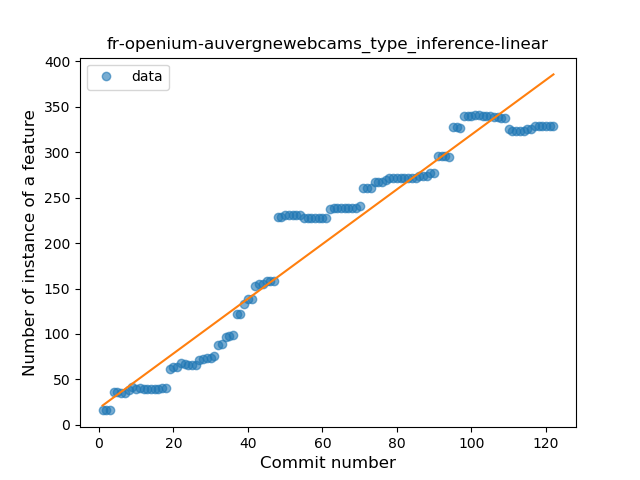 fr-openium-auvergnewebcams_type_inference-linear
data
Number of instance of a feature
400
350
300
250
200
150
100
50
0
0 20 40 60 80 100 120
Commit number